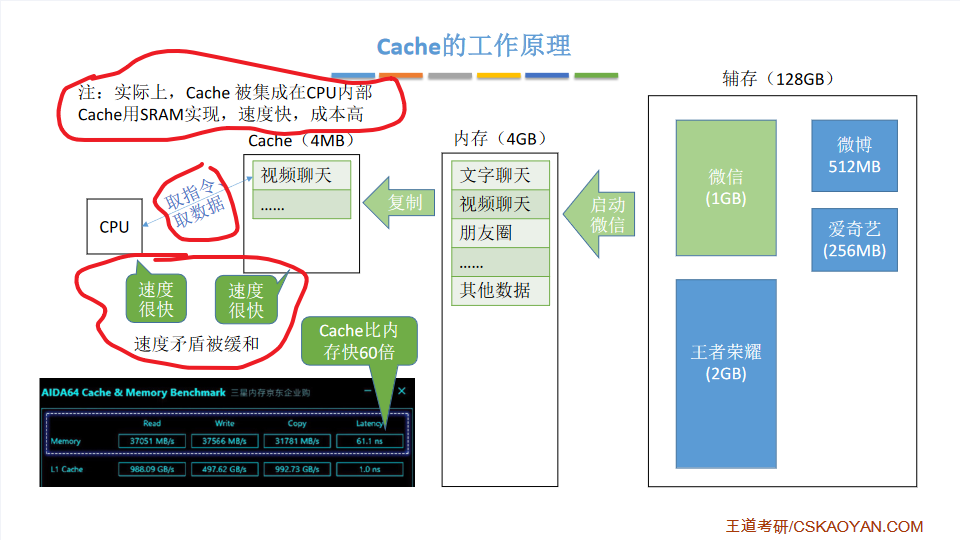 Cache的工作原理
注：实际上，Cache 被集成在CPU内部
Cache用SRAM实现，速度快，成本高
Cache（4MB）
内存（4GB）
辅存（128GB）
视频聊天
……
取指令、
取数据
CPU
复制
文字聊天
视频聊天
朋友圈
……
其他数据
启动
微信
微信
(1GB)
微博
512MB
爱奇艺
(256MB)
王者荣耀
(2GB)
速度
很快
速度
很快
速度矛盾被缓和
Cache比内
存快60倍
AIDA64 Cache & Memory Benchmark 三星内存京东企业购
Read Write Copy Latency
Memory 37051 MB/s 37566 MB/s 31781 MB/s 61.1 ns
L1 Cache 988.09 GB/s 497.62 GB/s 992.73 GB/s 1.0 ns
王道考研/CSKAOYAN.COM